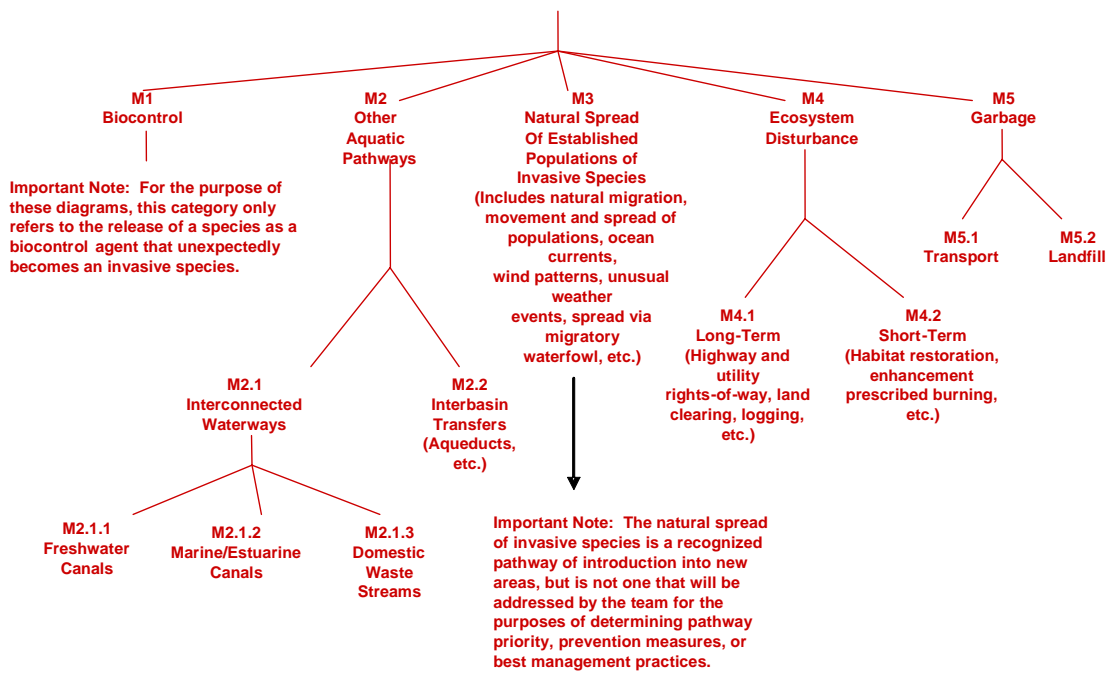 M1
Biocontrol
Important Note:  For the purpose of
these diagrams, this category only
refers to the release of a species as a
biocontrol agent that unexpectedly
becomes an invasive species.
M2
Other
Aquatic
Pathways
M3
Natural Spread
Of Established
Populations of
Invasive Species
(Includes natural migration,
movement and spread of
populations, ocean
currents,
wind patterns, unusual
weather
events, spread via
migratory
waterfowl, etc.)
M4
Ecosystem
Disturbance
M5
Garbage
M5.1
Transport
M5.2
Landfill
M4.1
Long-Term
(Highway and
utility
rights-of-way, land
clearing, logging,
etc.)
M4.2
Short-Term
(Habitat restoration,
enhancement
prescribed burning,
etc.)
M2.1
Interconnected
Waterways
M2.2
Interbasin
Transfers
(Aqueducts,
etc.)
M2.1.1
Freshwater
Canals
M2.1.2
Marine/Estuarine
Canals
M2.1.3
Domestic
Waste
Streams
Important Note:  The natural spread
of invasive species is a recognized
pathway of introduction into new
areas, but is not one that will be
addressed by the team for the
purposes of determining pathway
priority, prevention measures, or
best management practices.